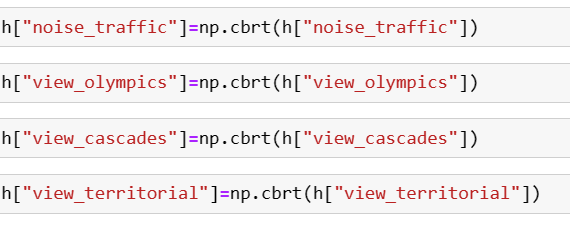 h["noise_traffic"]=np.cbrt(h["noise_traffic"])
h["view_olympics"]=np.cbrt(h["view_olympics"])
h["view_cascades"]=np.cbrt(h["view_cascades"])
h["view_territorial"]=np.cbrt(h["view_territorial"])